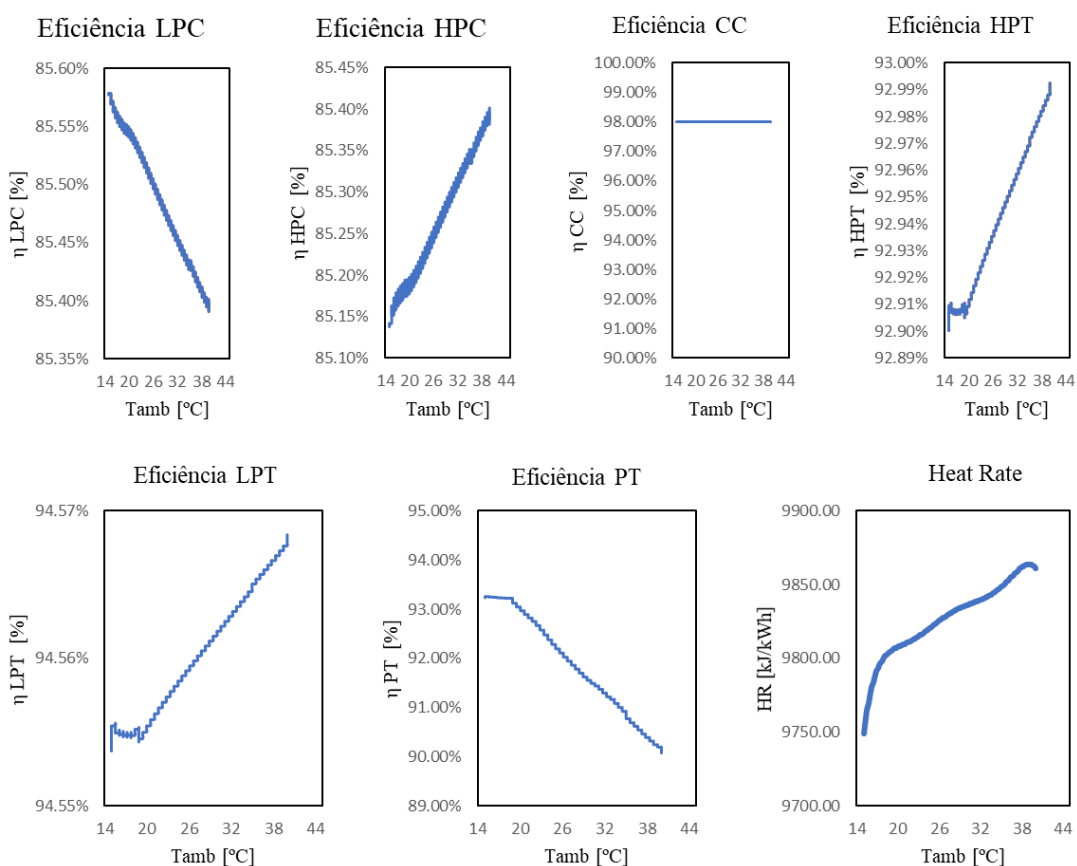 Eficiência LPC
η LPC [%]
85.60%
85.55%
85.50%
85.45%
85.40%
85.35%
14 20 26 32 38 44
Tamb [ºC]
Eficiência HPC
η HPC [%]
85.45%
85.40%
85.35%
85.30%
85.25%
85.20%
85.15%
85.10%
14 20 26 32 38 44
Tamb [ºC]
Eficiência CC
η CC [%]
100.00%
99.00%
98.00%
97.00%
96.00%
95.00%
94.00%
93.00%
92.00%
91.00%
90.00%
14 20 26 32 38 44
Tamb [ºC]
Eficiência HPT
η HPT [%]
93.00%
92.99%
92.98%
92.97%
92.96%
92.95%
92.94%
92.93%
92.92%
92.91%
92.90%
92.89%
14 20 26 32 38 44
Tamb [ºC]
Eficiência LPT
η LPT [%]
94.57%
94.56%
94.55%
14 20 26 32 38 44
Tamb [ºC]
Eficiência PT
η PT [%]
95.00%
94.00%
93.00%
92.00%
91.00%
90.00%
89.00%
14 20 26 32 38 44
Tamb [ºC]
Heat Rate
HR [kJ/kWh]
9900.00
9850.00
9800.00
9750.00
9700.00
14 20 26 32 38 44
Tamb [ºC]